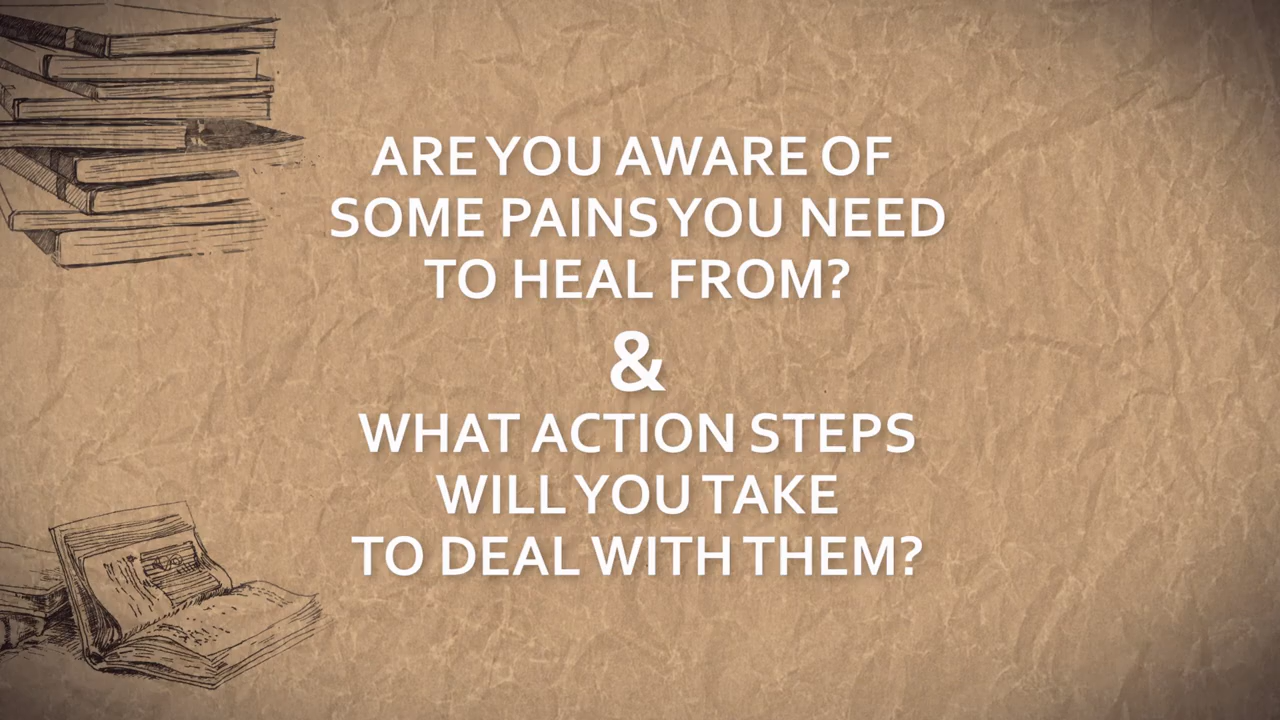 ARE YOU AWARE OF
SOME PAINS YOU NEED
TO HEAL FROM?
&
WHAT ACTION STEPS
WILL YOU TAKE
TO DEAL WITH THEM?